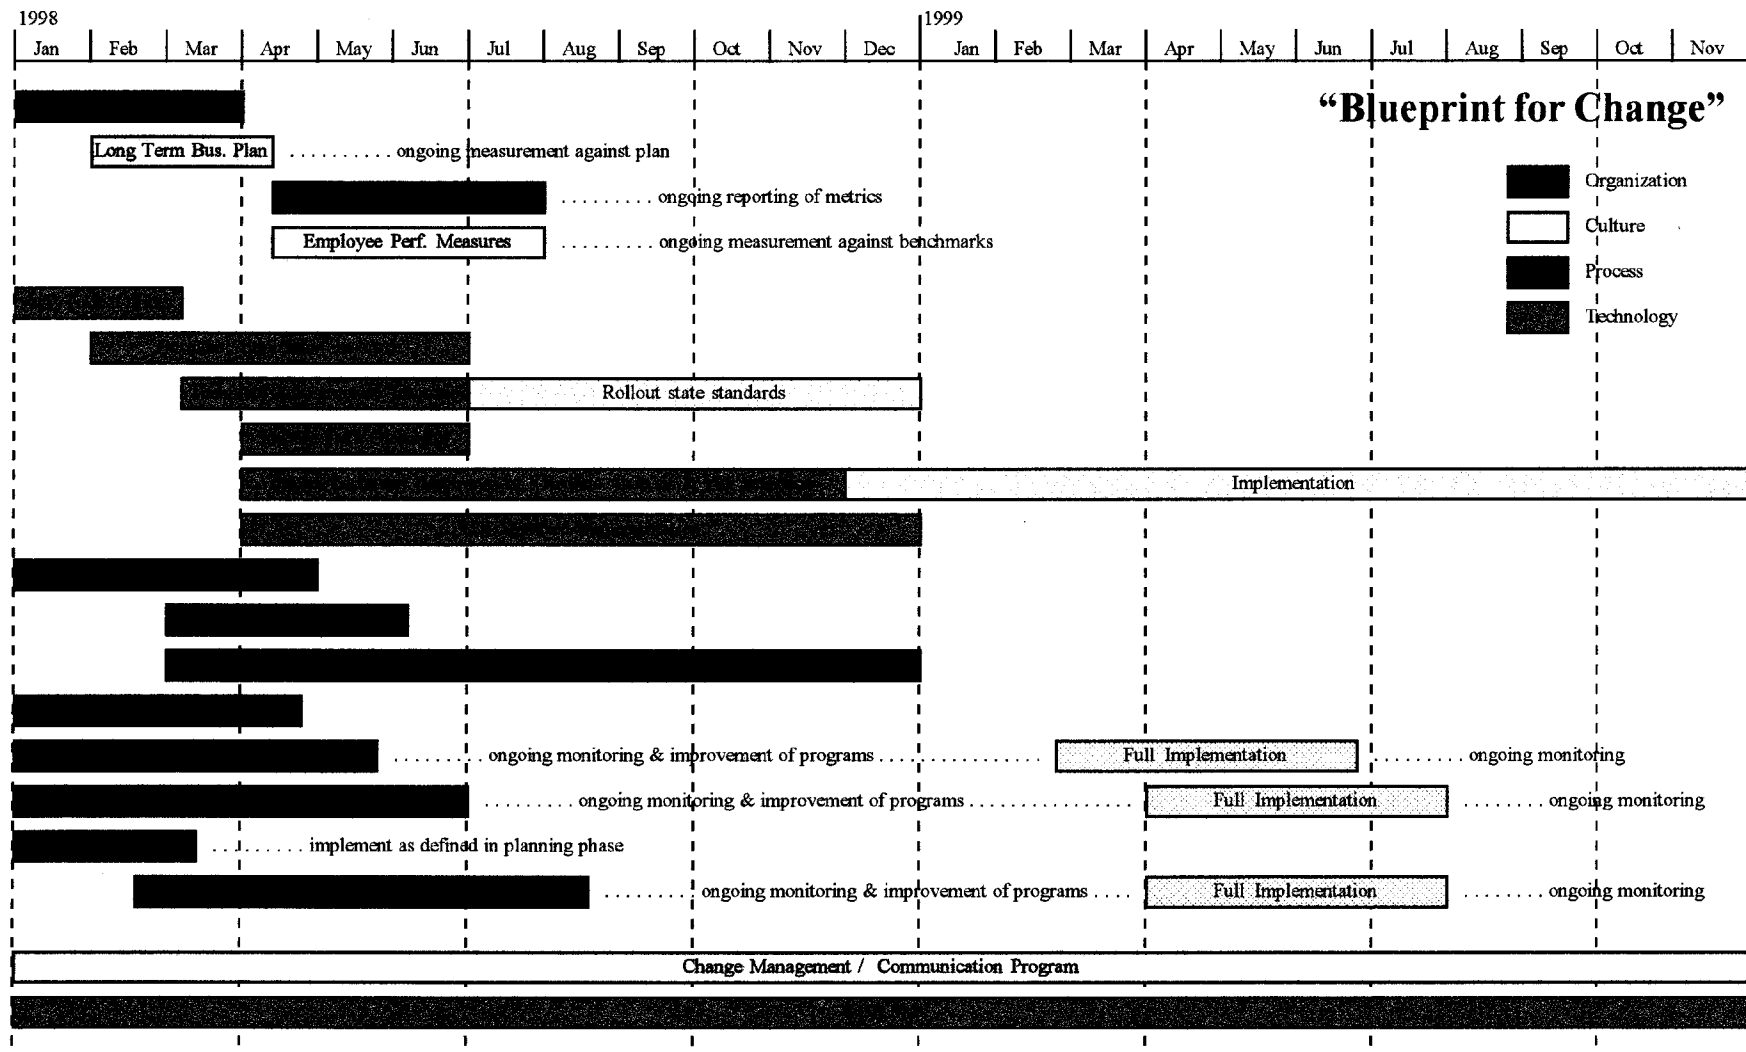 1998 1999
Jan Feb Mar Apr May Jun Jul Aug Sep Oct Nov Dec Jan Feb Mar Apr May Jun Jul Aug Sep Oct Nov
“Blueprint for Change”
Long Term Bus. Plan .......... ongoing measurement against plan
Organization
......... ongoing reporting of metrics
Culture
Employee Perf. Measures ......... ongoing measurement against benchmarks
Process
Technology
Rollout state standards
Implementation
......... ongoing monitoring & improvement of programs ................ Full Implementation ......... ongoing monitoring
......... ongoing monitoring & improvement of programs ................ Full Implementation ........ ongoing monitoring
......... implement as defined in planning phase
......... ongoing monitoring & improvement of programs .... Full Implementation ........ ongoing monitoring
Change Management / Communication Program